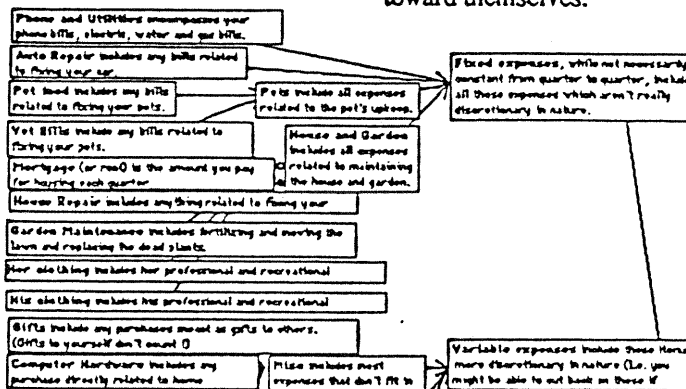 toward themselves.
Phone and Utilities encompasses your
phone bills, electric, water and gas bills.
Auto Repair includes any bills related
to fixing your car.
Pet food includes any bills
related to fixing your pets.
Pets include all expenses
related to the pet's upkeep.
Fixed expenses, while not necessarily
constant from quarter to quarter, include
all those expenses which aren't really
discretionary in nature.
Vet Bills include any bills related to
fixing your pets.
House and Garden
includes all expenses
related to maintaining
the house and garden.
Mortgage (or rent) is the amount you pay
for housing each quarter
House Repair includes anything related to fixing your
Garden Maintenance includes fertilizing and mowing the
lawn and replacing the dead plants.
Her clothing includes her professional and recreational
His clothing includes his professional and recreational
Gifts include any purchases meant as gifts to others.
(Gifts to yourself don't count!)
Computer Hardware includes any
purchase directly related to home
Misc includes most
expenses that don't fit in
Variable expenses include those items
more discretionary in nature (i.e. you
might be able to cut back on these if